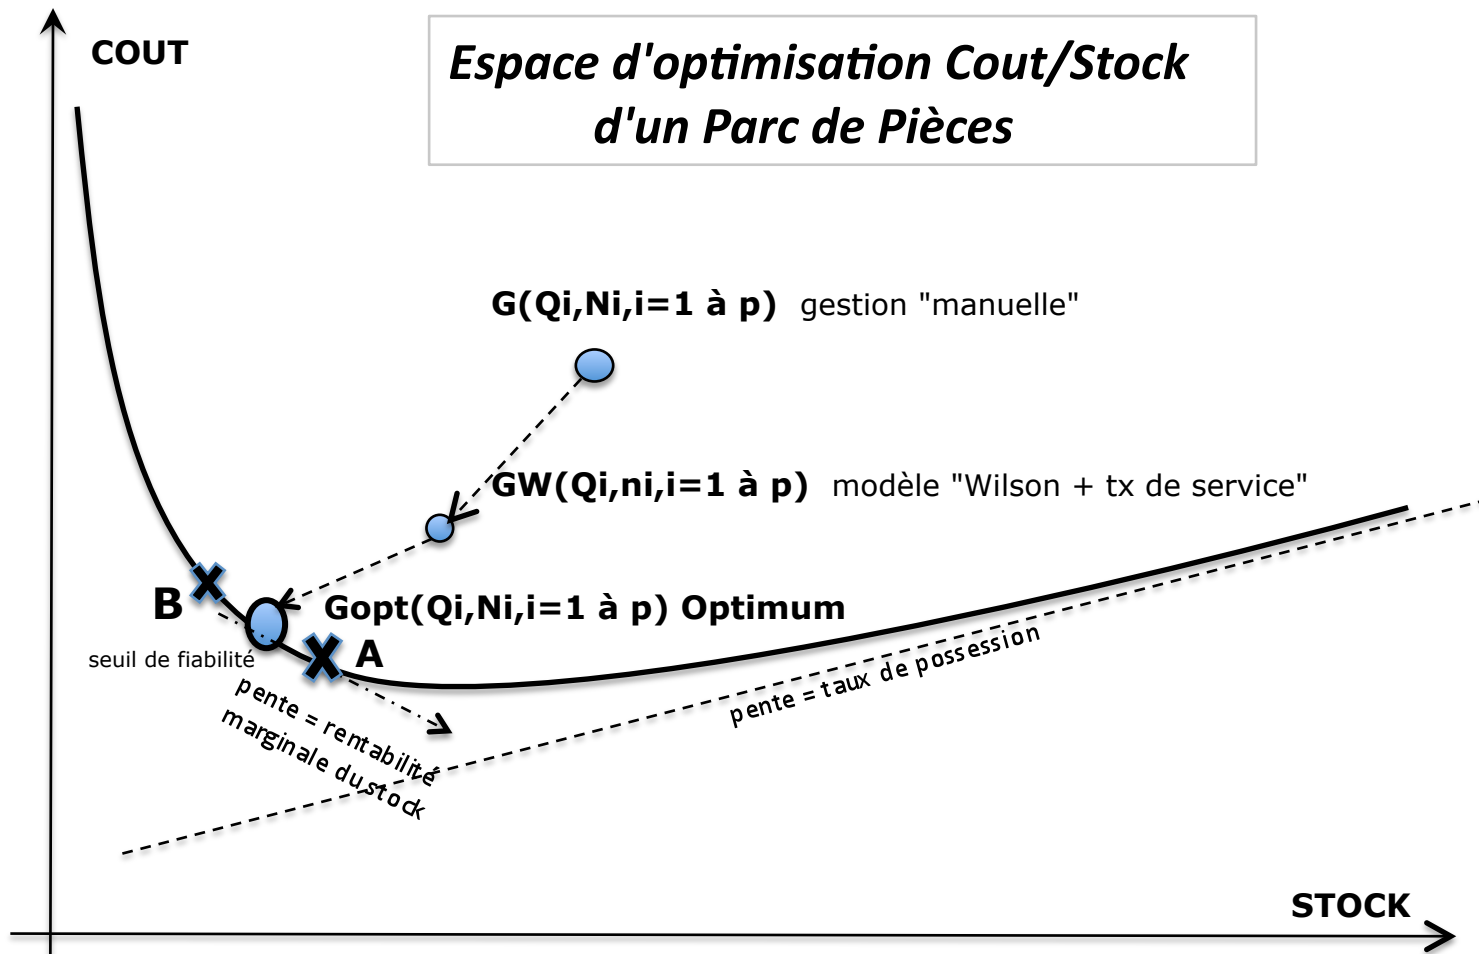 COUT
Espace d'optimisation Cout/Stock
d'un Parc de Pièces
G(Qi,Ni,i=1 à p) gestion "manuelle"
GW(Qi,ni,i=1 à p) modèle "Wilson + tx de service"
B
Gopt(Qi,Ni,i=1 à p) Optimum
A
seuil de fiabilité
pente = rentabilité
marginale du stock
pente = taux de possession
STOCK